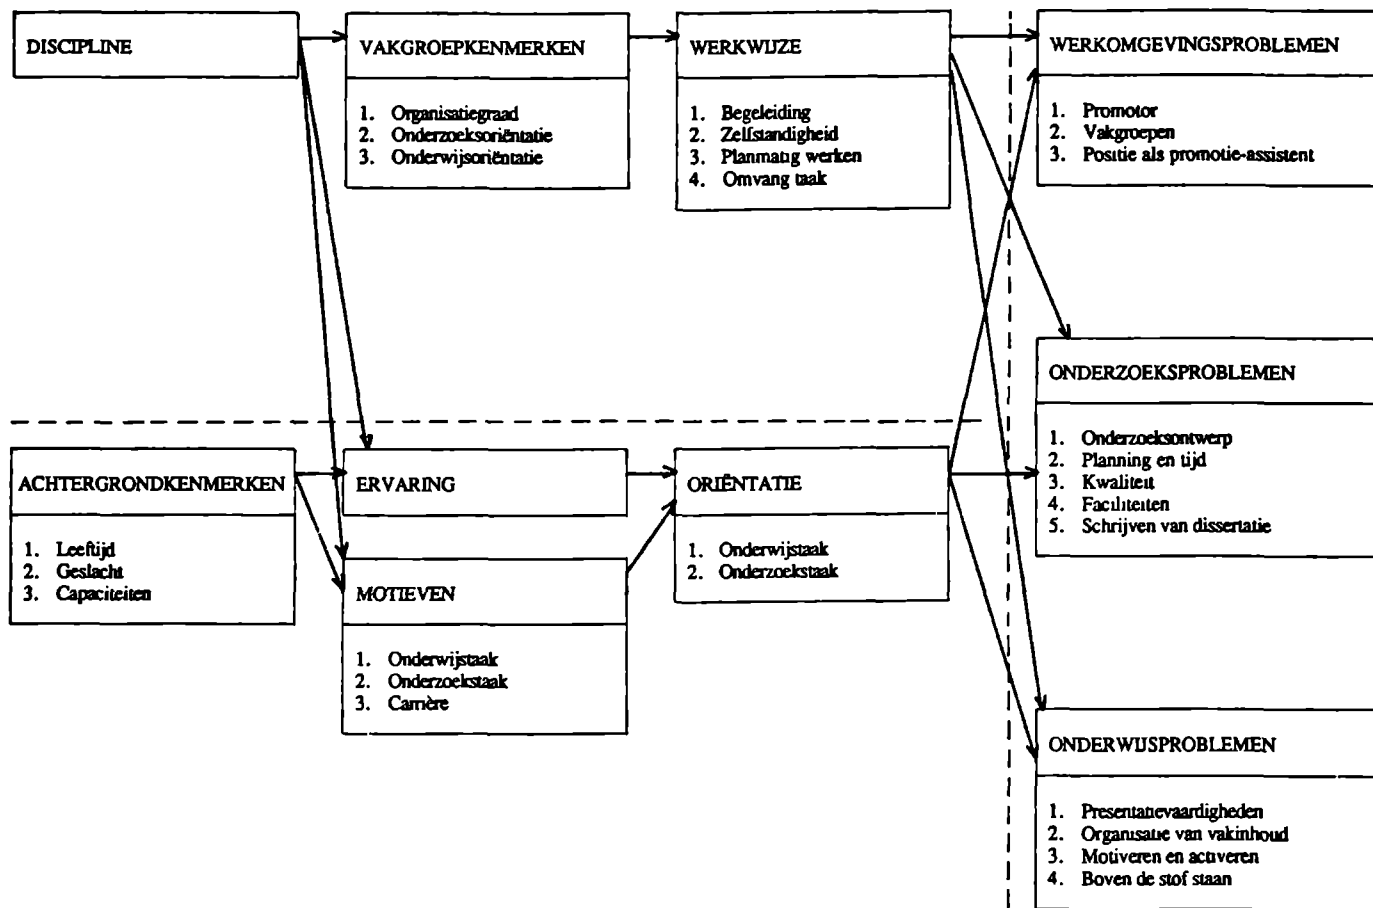 DISCIPLINE
VAKGROEPKENMERKEN
1. Organisatiegraad
2. Onderzoeksoriëntatie
3. Onderwijsoriëntatie
WERKWIJZE
1. Begeleiding
2. Zelfstandigheid
3. Planmatig werken
4. Omvang taak
WERKOMGEVINGSPROBLEMEN
1. Promotor
2. Vakgroepen
3. Positie als promotie-assistent
ONDERZOEKSPROBLEMEN
1. Onderzoeksontwerp
2. Planning en tijd
3. Kwaliteit
4. Faciliteiten
5. Schrijven van dissertatie
ACHTERGRONDKENMERKEN
1. Leeftijd
2. Geslacht
3. Capaciteiten
ERVARING
MOTIEVEN
1. Onderwijstaak
2. Onderzoekstaak
3. Carrière
ORIËNTATIE
1. Onderwijstaak
2. Onderzoekstaak
ONDERWIJSPROBLEMEN
1. Presentatievaardigheden
2. Organisatie van vakinhoud
3. Motiveren en activeren
4. Boven de stof staan